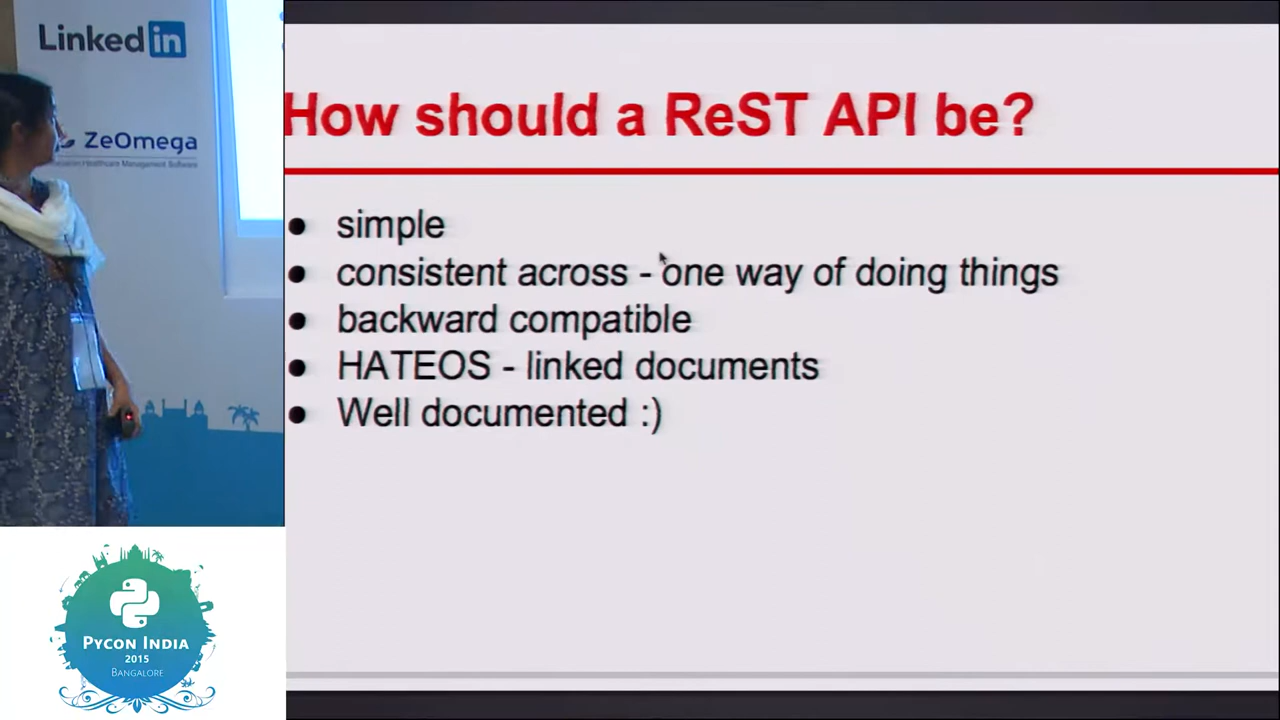 Linked in
ZeOmega
How should a ReST API be?
● simple
● consistent across - one way of doing things
● backward compatible
● HATEOS - linked documents
● Well documented :)
PYCON INDIA
2015
BANGALORE